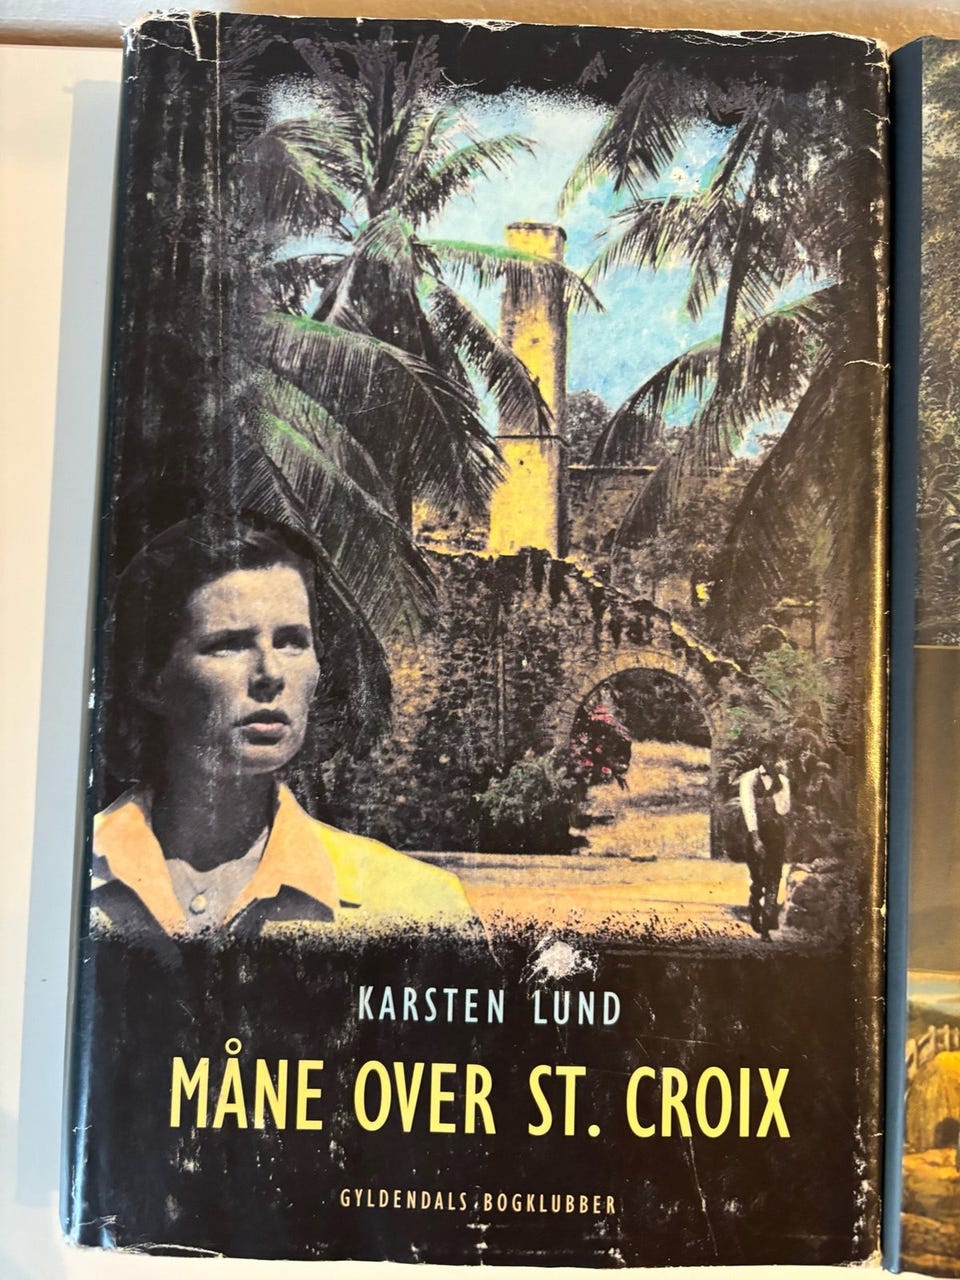 KARSTEN LUND
MÅNE OVER ST. CROIX
GYLDENDALS BOGKLUBBER